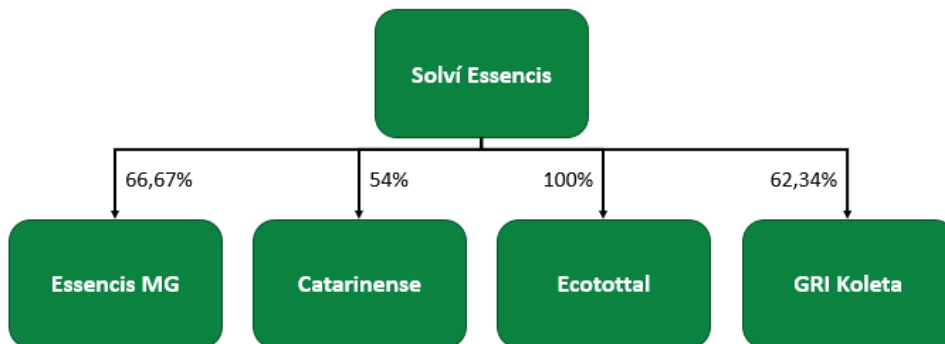 Solví Essencis
66,67%
54%
100%
62,34%
Essencis MG
Catarinense
Ecotottal
GRI Koleta